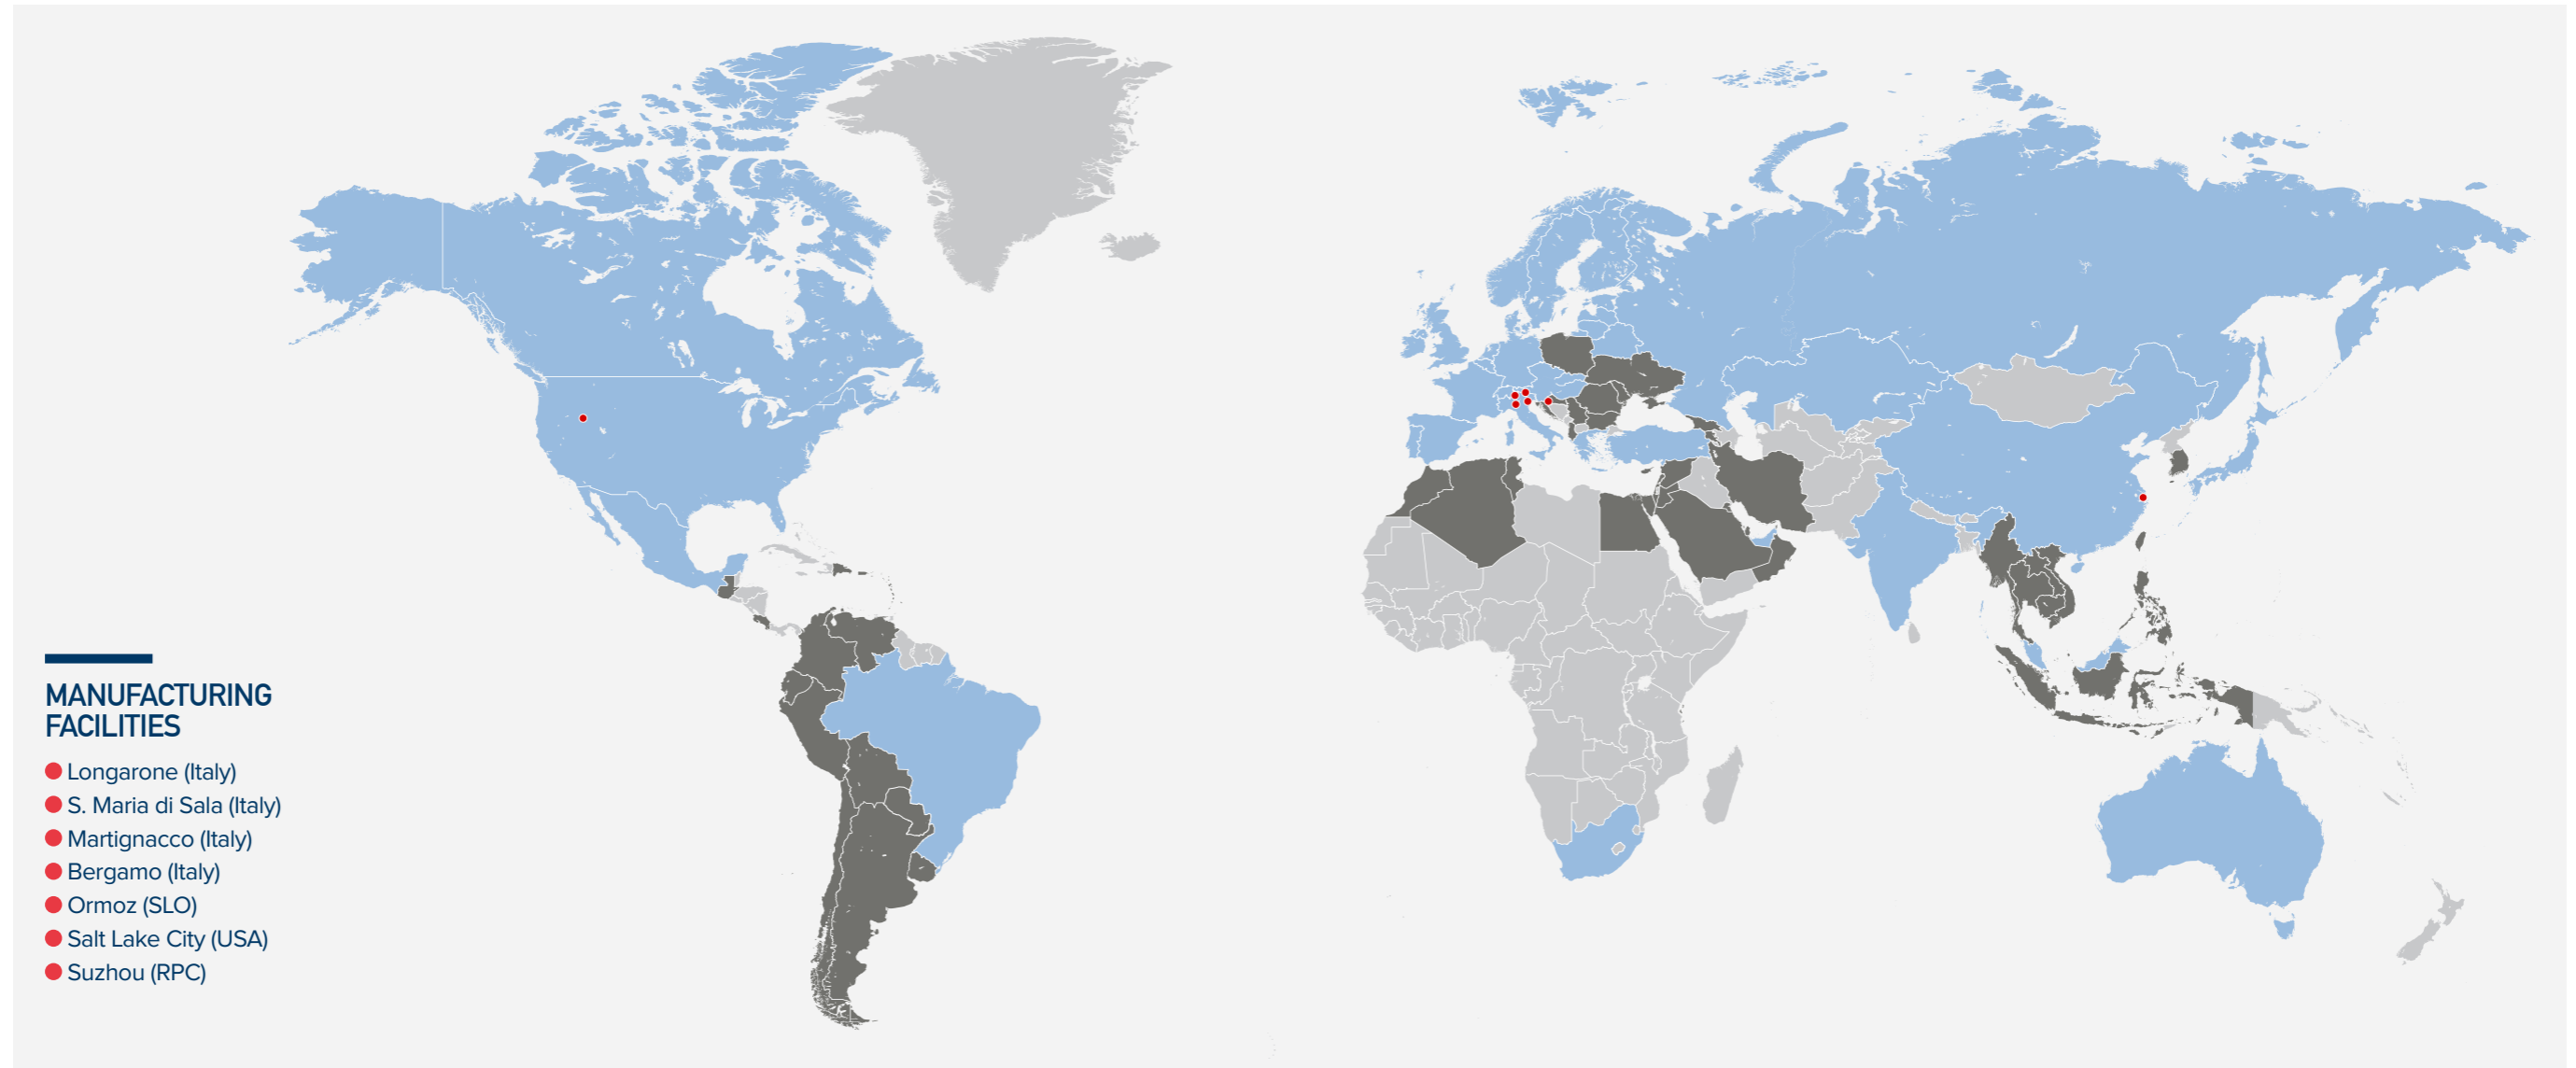 MANUFACTURING
FACILITIES
Longarone (Italy)
S. Maria di Sala (Italy)
Martignacco (Italy)
Bergamo (Italy)
Ormoz (SLO)
Salt Lake City (USA)
Suzhou (RPC)